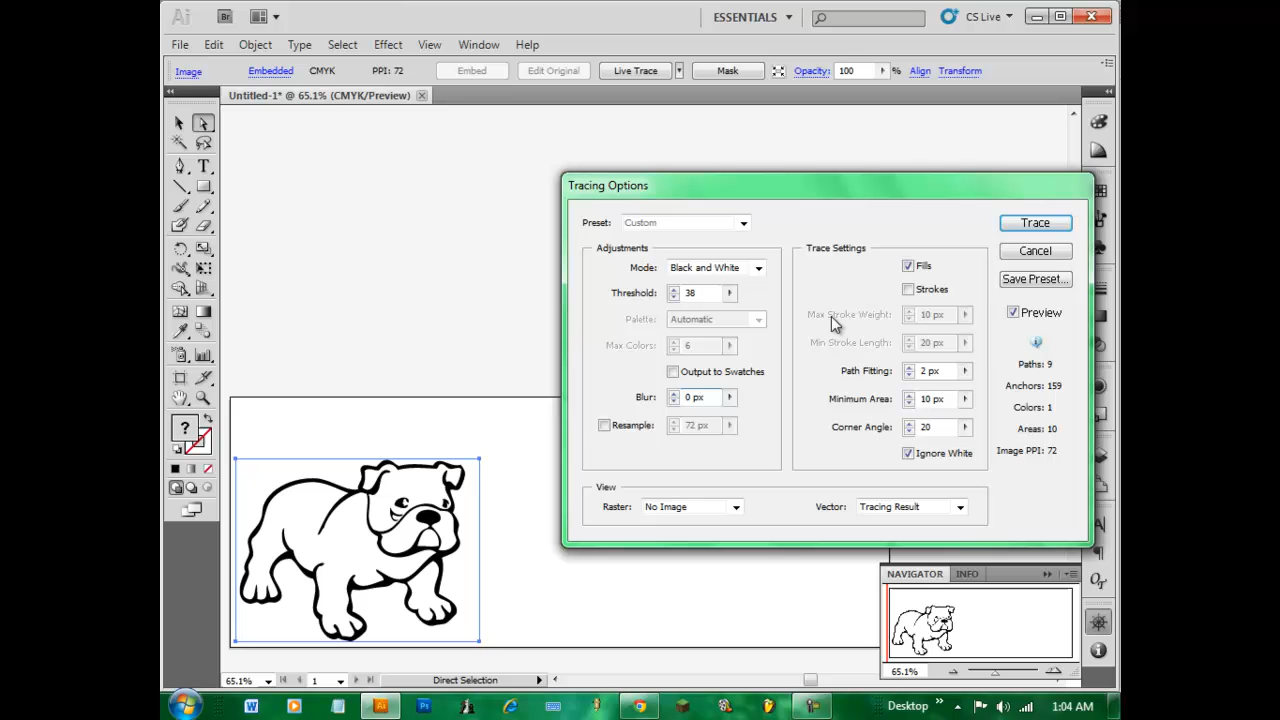 Ai Br ESSENTIALS CS Live
File Edit Object Type Select Effect View Window Help
Image Embedded CMYK PPI: 72 Embed Edit Original Live Trace Mask Opacity: 100 % Align Transform
Untitled-1* @ 65.1% (CMYK/Preview)
Tracing Options
Preset: Custom Trace
Adjustments Trace Settings Cancel
Mode: Black and White Fills
Threshold: 38 Strokes Save Preset...
Palette: Automatic Max Stroke Weight: 10 px Preview
Max Colors: 6 Min Stroke Length: 20 px
Output to Swatches Path Fitting: 2 px Paths: 9
Blur: 0 px Minimum Area: 10 px Anchors: 159
Resample: 72 px Corner Angle: 20 Colors: 1
Ignore White Areas: 10
Image PPI: 72
View
Raster: No Image Vector: Tracing Result
?
NAVIGATOR INFO
65.1%
65.1% 1 Direct Selection
W Ai Ps Desktop 1:04 AM